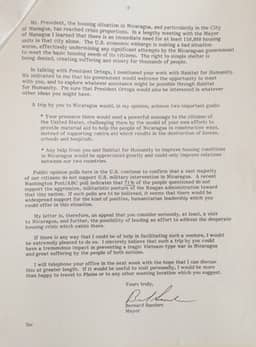 Mr. President, the housing situation in Nicaragua, and particularly in the City
of Managua, has reached crisis proportions. In a lengthy meeting with the Mayor
of Managua I learned that there is an immediate need for at least 150,000 housing
units in that city alone. The U.S. economic embargo is making a bad situation
worse, effectively undermining any significant attempts by the Nicaraguan government
to meet the basic housing needs of its citizens. The right to simple shelter is
being denied, creating suffering and misery for thousands of people.
In talking with President Ortega, I mentioned your work with Habitat for Humanity.
He indicated to me that his government would welcome the opportunity to meet
with you, and to explore whatever assistance might be possible through Habitat
for Humanity. I'm sure that President Ortega would also be interested in whatever
other ideas you might have.
A trip by you to Nicaragua would, in my opinion, achieve two important goals:
* Your presence there would send a powerful message to the citizens of
the United States, challenging them by the model of your own efforts to
provide material aid to help the people of Nicaragua in constructive ways,
instead of supporting which results in the destruction of homes,
schools and hospitals.
* Any help from you and Habitat for Humanity to improve housing conditions
in Nicaragua would be appreciated greatly and could only improve relations
between our two countries.
Public opinion polls here in the U.S. continue to confirm that a vast majority
of our citizens do not support U.S. military intervention in Nicaragua. A recent
Washington Post/ABC poll indicates that of the people questioned do not
support the aggressive, militaristic posture of the Reagan administration toward
that tiny nation. If such polls are to be believed, it seems that there would be
widespread support for the kind of positive, humanitarian leadership which you
could offer in this situation.
My letter is, therefore, an appeal that you consider seriously, at least, a visit
to Nicaragua, and further, the possibility of leading an effort to address the desperate
housing crisis which exists there.
If there is any way that I could be of help in facilitating such a venture, I would
be extremely pleased to do so. I sincerely believe that such a trip by you could
have a tremendous impact in preventing a tragic Vietnam-type war in Nicaragua
and great suffering by the people of both nations.
I will telephone your office in the next week with the hope that I can discuss
this at greater length. If it would be useful to visit personally, I would be more
than happy to travel to Plains or to any other meeting location which you suggest.
Yours truly,
Bernard Sanders
Mayor